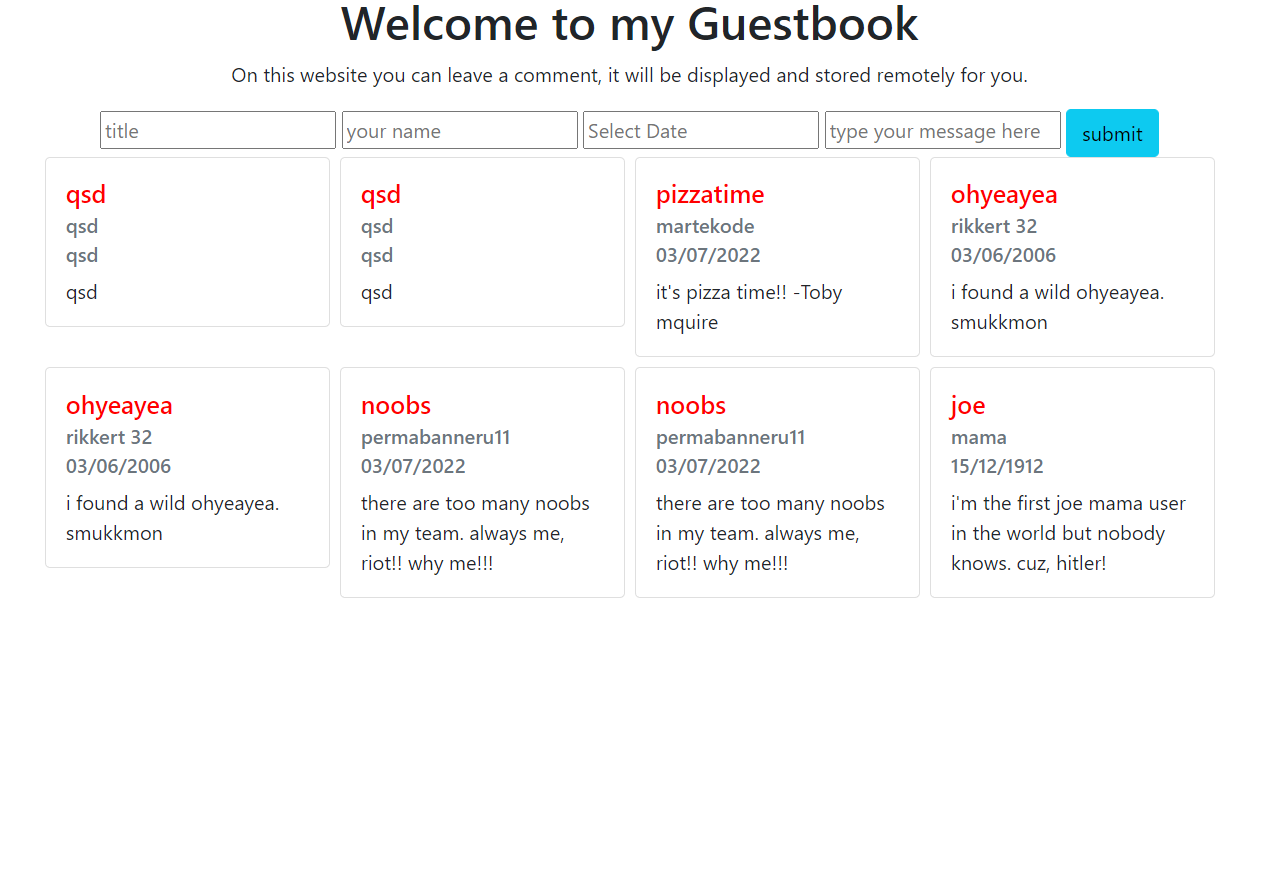 Welcome to my Guestbook
On this website you can leave a comment, it will be displayed and stored remotely for you.
title
your name
Select Date
type your message here
submit
qsd
qsd
qsd
qsd
qsd
qsd
qsd
qsd
pizzatime
martekode
03/07/2022
it's pizza time!! -Toby
mquire
ohyeayea
rikkert 32
03/06/2006
i found a wild ohyeayea.
smukkmon
ohyeayea
rikkert 32
03/06/2006
i found a wild ohyeayea.
smukkmon
noobs
permabanneru11
03/07/2022
there are too many noobs
in my team. always me,
riot!! why me!!!
noobs
permabanneru11
03/07/2022
there are too many noobs
in my team. always me,
riot!! why me!!!
joe
mama
15/12/1912
i'm the first joe mama user
in the world but nobody
knows. cuz, hitler!